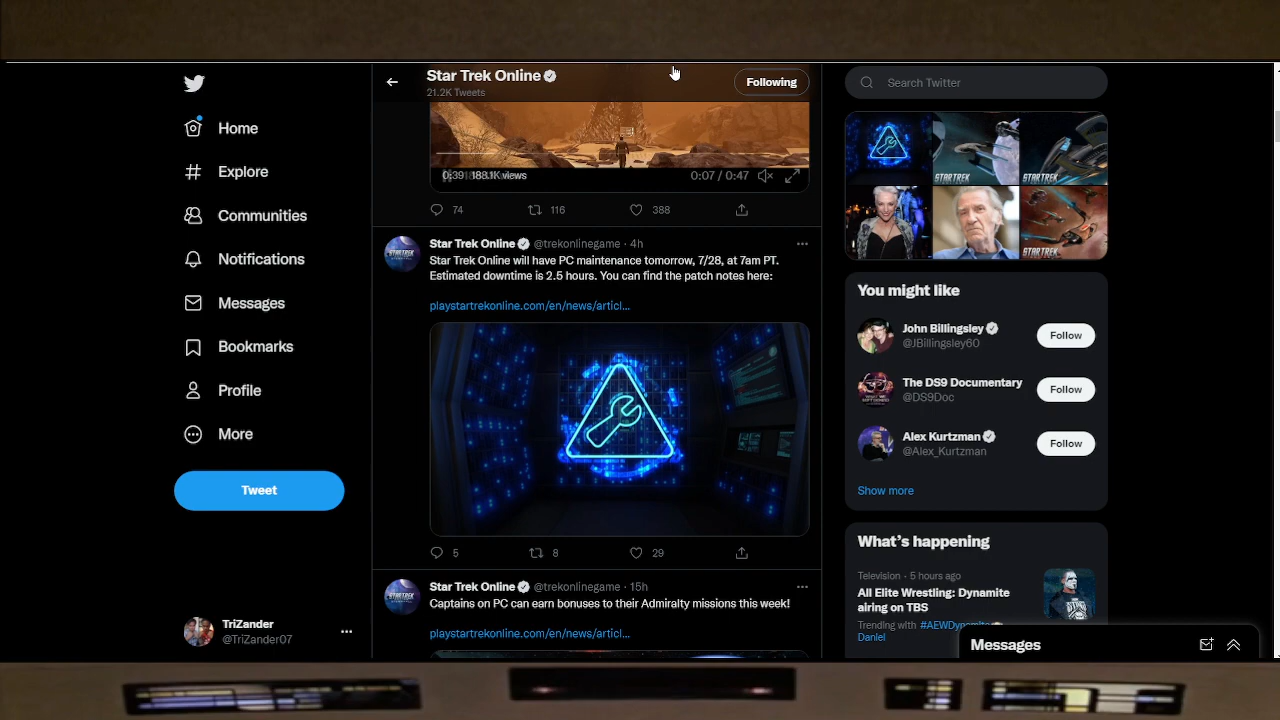 Home
Explore
Communities
Notifications
Messages
Bookmarks
Profile
More
Tweet
TriZander
@TriZander07
Star Trek Online
21.2K Tweets
Following
0:07 / 0:47
74
116
388
Star Trek Online @trekonlinegame · 4h
Star Trek Online will have PC maintenance tomorrow, 7/28, at 7am PT.
Estimated downtime is 2.5 hours. You can find the patch notes here:
playstartrekonline.com/en/news/articl...
5
8
29
Star Trek Online @trekonlinegame · 15h
Captains on PC can earn bonuses to their Admiralty missions this week!
playstartrekonline.com/en/news/articl...
Search Twitter
STAR TREK
STAR TREK
STAR TREK
You might like
John Billingsley
@JBillingsley60
Follow
The DS9 Documentary
@DS9Doc
Follow
Alex Kurtzman
@Alex_Kurtzman
Follow
Show more
What's happening
Television · 5 hours ago
All Elite Wrestling: Dynamite
airing on TBS
Trending with #AEWDynamite
Daniel
Messages